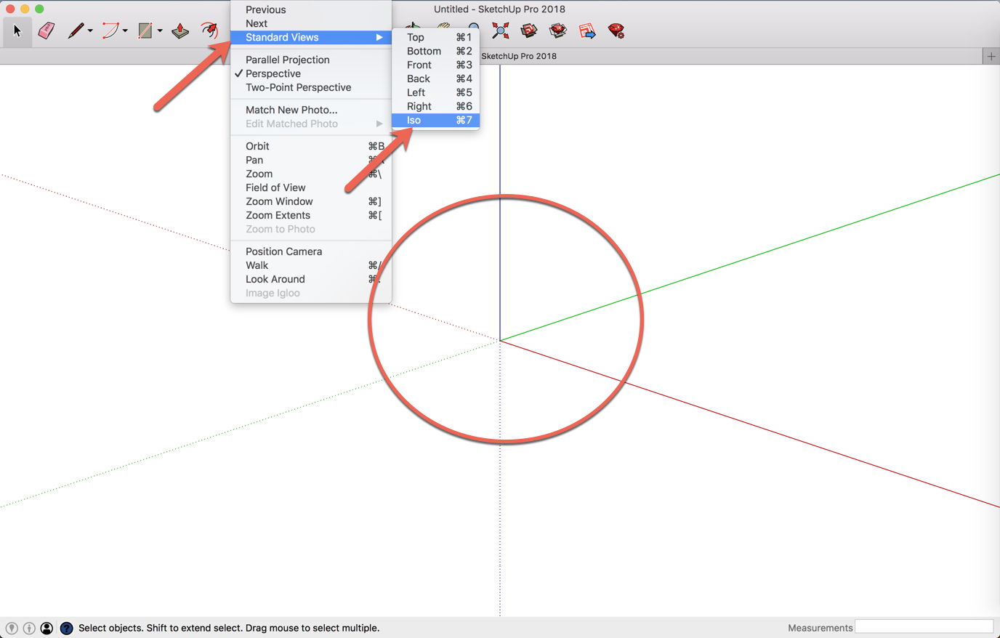 Untitled - SketchUp Pro 2018
SketchUp Pro 2018
Previous
Next
Standard Views
Parallel Projection
✓ Perspective
Two-Point Perspective
Match New Photo...
Edit Matched Photo
Orbit ⌘B
Pan
Zoom ⌘\
Field of View
Zoom Window ⌘]
Zoom Extents ⌘[
Zoom to Photo
Position Camera
Walk ⌘/
Look Around
Image Igloo
Top ⌘1
Bottom ⌘2
Front ⌘3
Back ⌘4
Left ⌘5
Right ⌘6
Iso ⌘7
Select objects. Shift to extend select. Drag mouse to select multiple.
Measurements